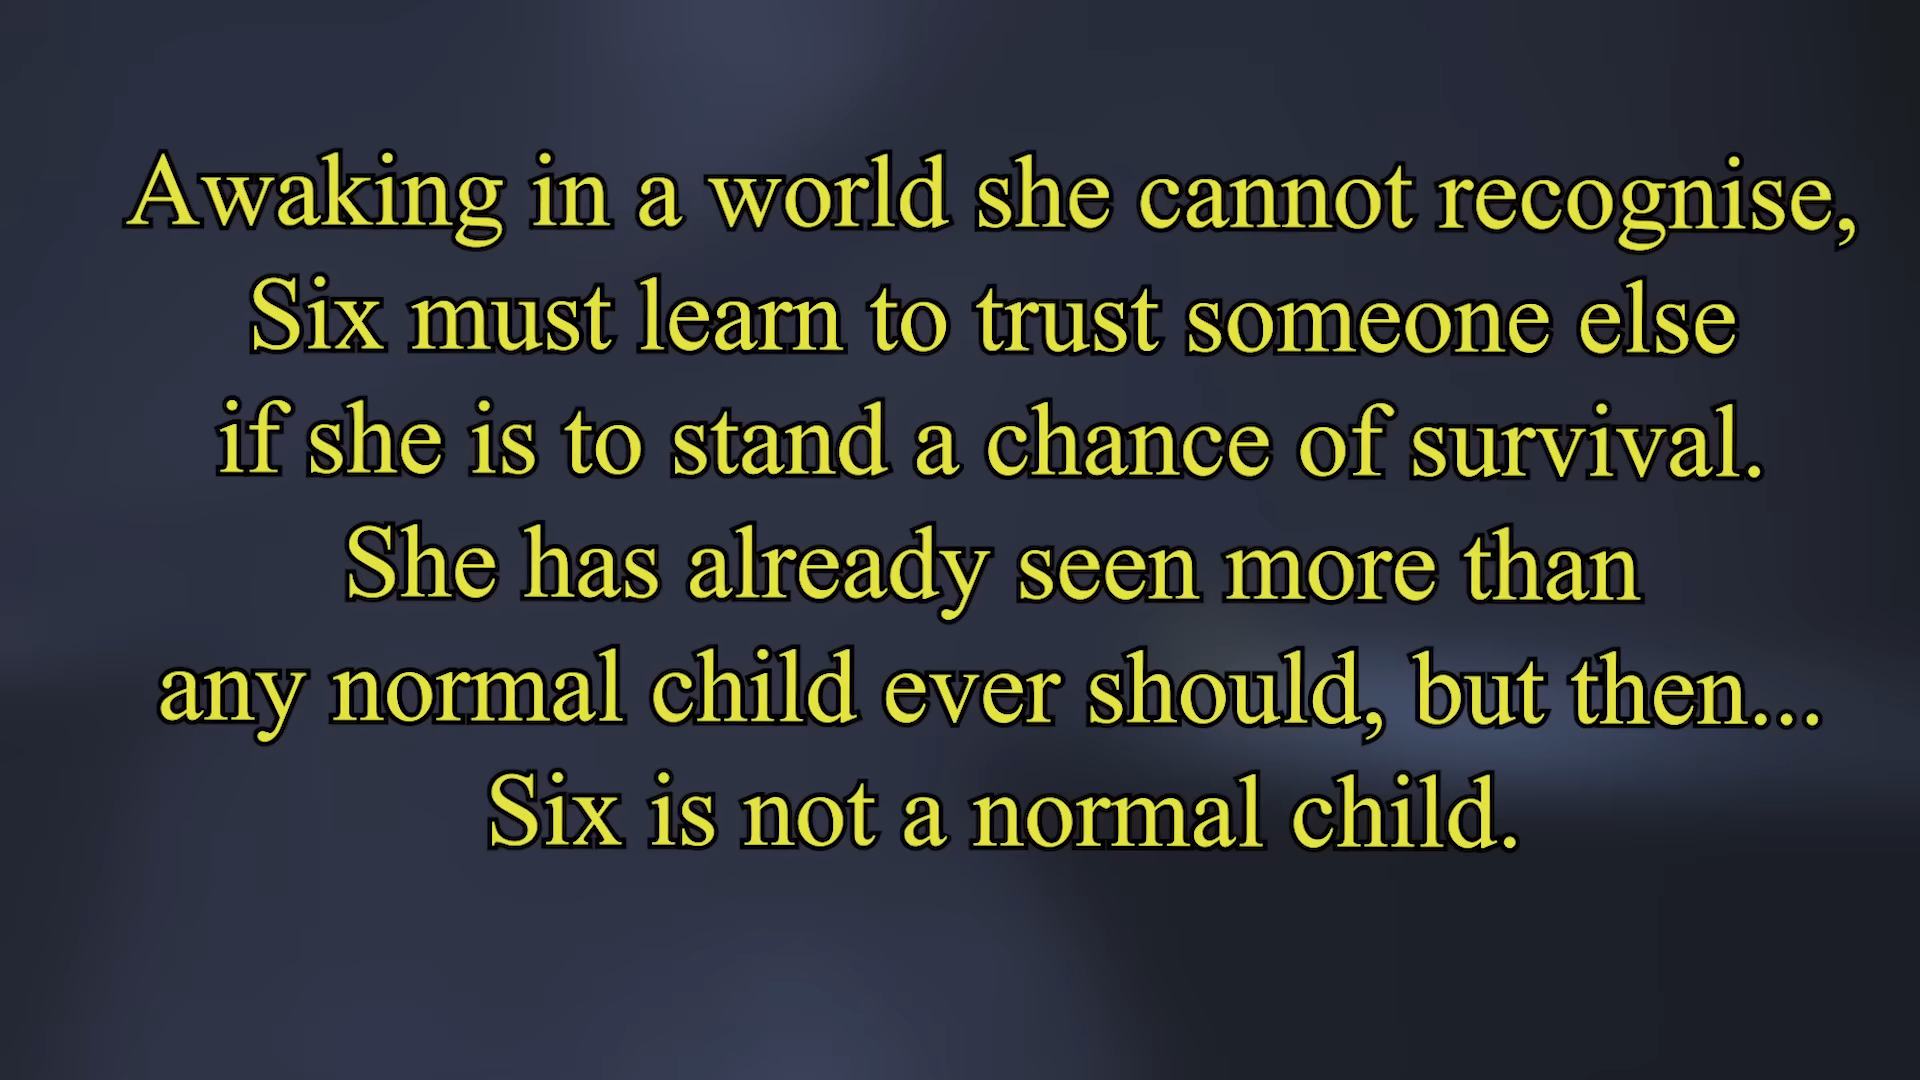 Awaking in a world she cannot recognise,
Six must learn to trust someone else
if she is to stand a chance of survival.
She has already seen more than
any normal child ever should, but then...
Six is not a normal child.